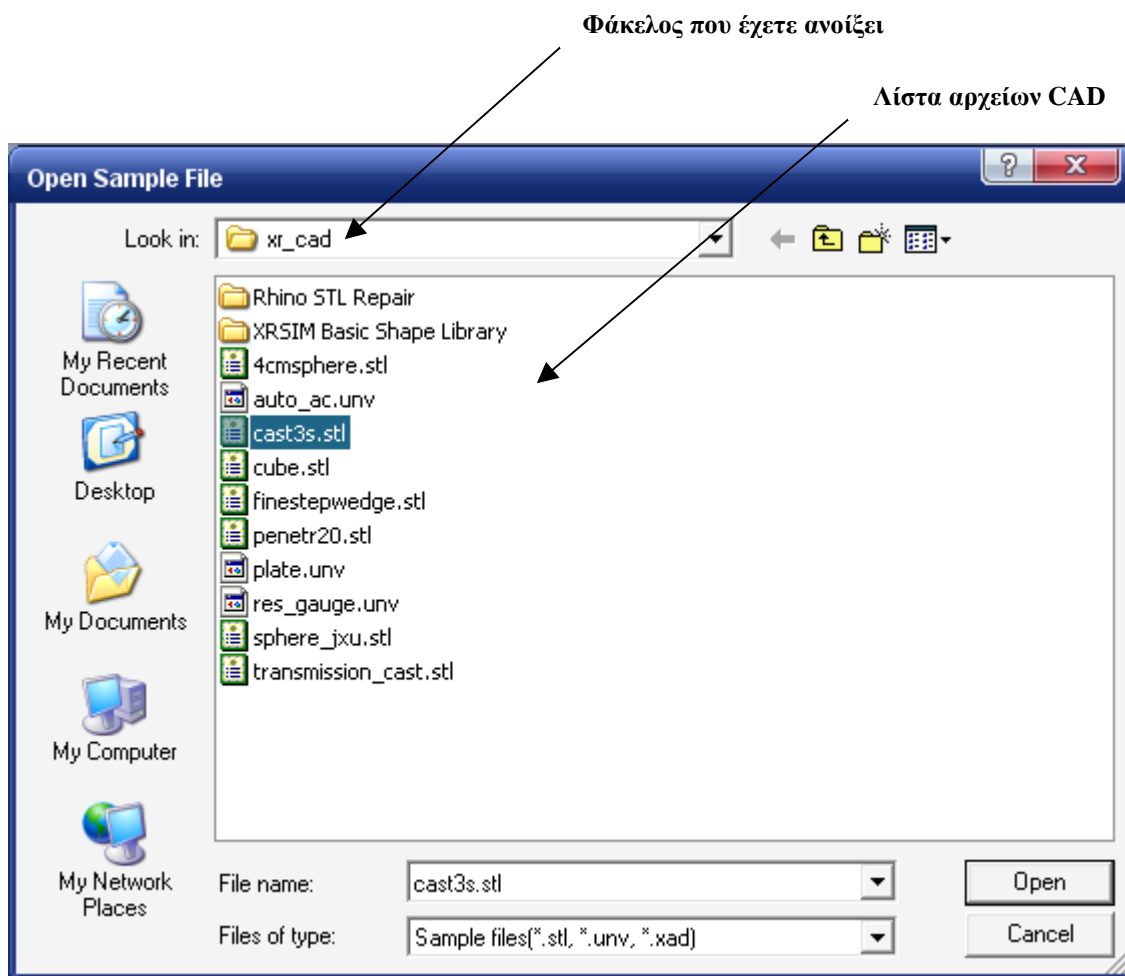 Φάκελος που έχετε ανοίξει
Λίστα αρχείων CAD
Open Sample File
Look in:
xr_cad
My Recent
Documents
Desktop
My Documents
My Computer
My Network
Places
Rhino STL Repair
XRSIM Basic Shape Library
4cmsphere.stl
auto_ac.unv
cast3s.stl
cube.stl
finestepwedge.stl
penetr20.stl
plate.unv
res_gauge.unv
sphere_jxu.stl
transmission_cast.stl
File name:
cast3s.stl
Open
Files of type:
Sample files(*.stl, *.unv, *.xad)
Cancel